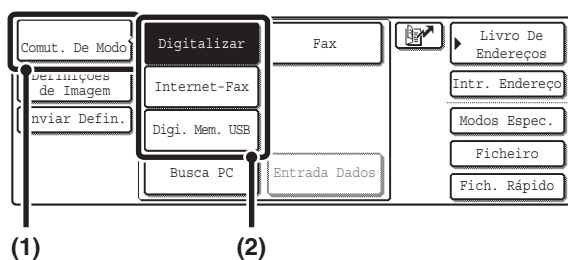 Comut. De Modo
Digitalizar
Fax
Livro De
Endereços
Definições
de Imagem
Internet-Fax
Intr. Endereço
Enviar Defin.
Digi. Mem. USB
Modos Espec.
Busca PC
Entrada Dados
Ficheiro
Fich. Rápido
(1)
(2)